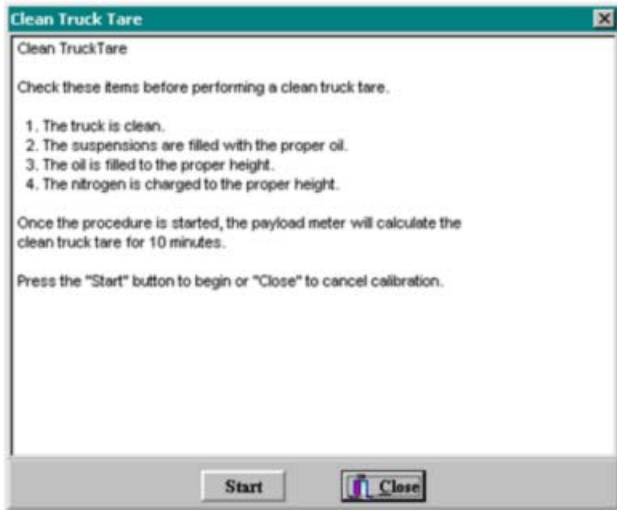 Clean Truck Tare
Clean TruckTare
Check these items before performing a clean truck tare.
1. The truck is clean.
2. The suspensions are filled with the proper oil.
3. The oil is filled to the proper height.
4. The nitrogen is charged to the proper height.
Once the procedure is started, the payload meter will calculate the
clean truck tare for 10 minutes.
Press the "Start" button to begin or "Close" to cancel calibration.
Start
Close